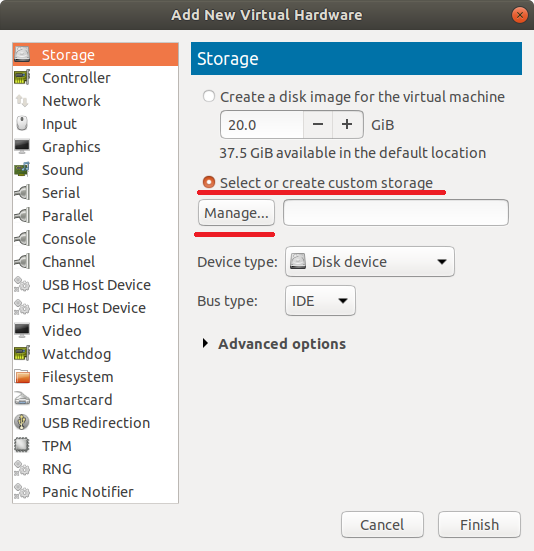 Add New Virtual Hardware
Storage
Controller
Network
Input
Graphics
Sound
Serial
Parallel
Console
Channel
USB Host Device
PCI Host Device
Video
Watchdog
Filesystem
Smartcard
USB Redirection
TPM
RNG
Panic Notifier
Storage
Create a disk image for the virtual machine
20.0 − + GiB
37.5 GiB available in the default location
Select or create custom storage
Manage...
Device type: Disk device
Bus type: IDE
Advanced options
Cancel Finish